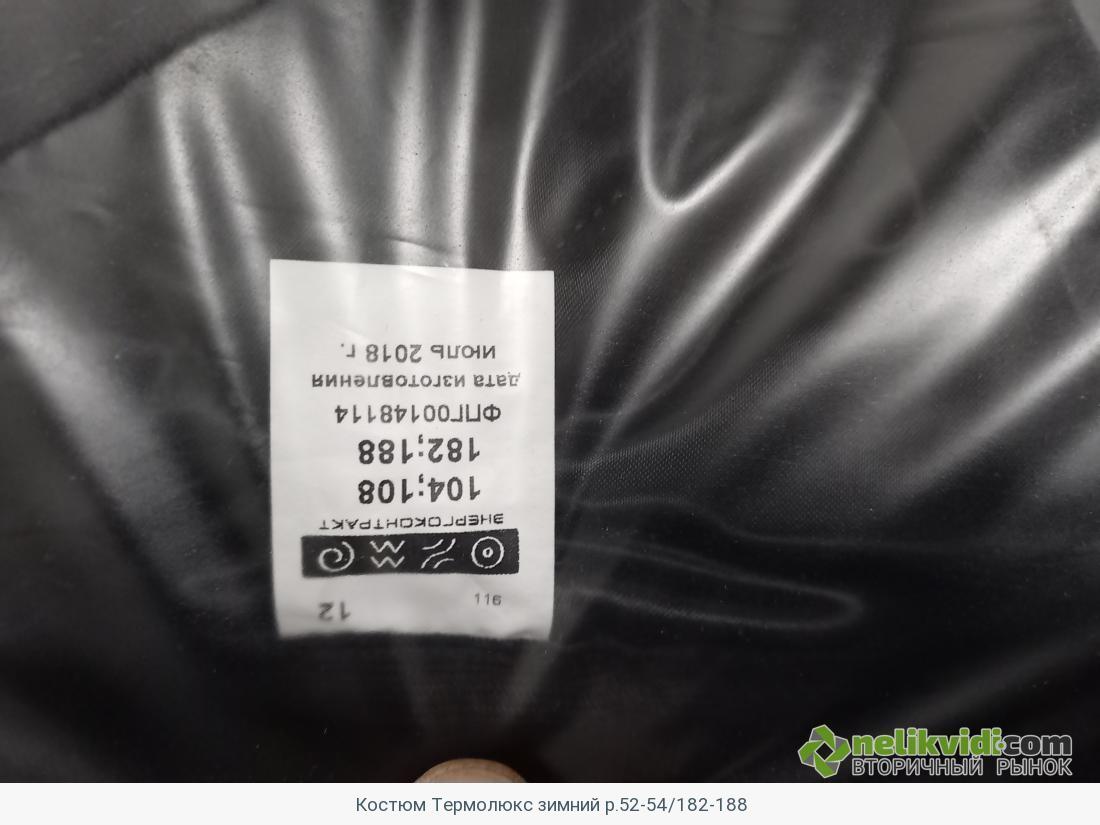 12
116
ЭНЕРГОКОНТРАКТ
104;108
182;188
ФПГ00148114
дата изготовления
июль 2018 г.
nelikvidi.com
ВТОРИЧНЫЙ РЫНОК
Костюм Термолюкс зимний р.52-54/182-188